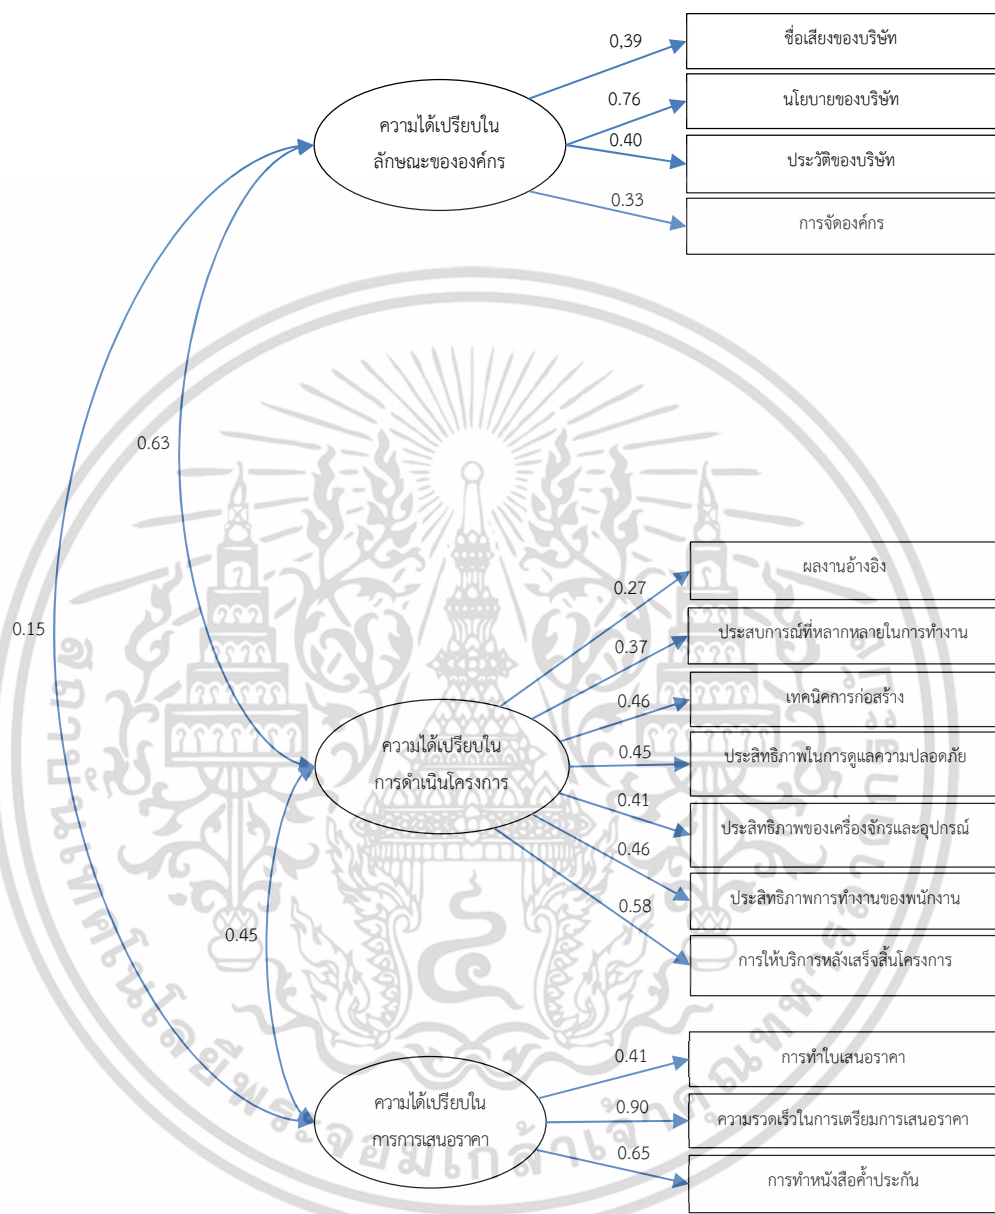 0,39
ชื่อเสียงของบริษัท
0.76
นโยบายของบริษัท
ความได้เปรียบใน
ลักษณะขององค์กร
0.40
ประวัติของบริษัท
0.33
การจัดองค์กร
0.63
0.15
0.27
ผลงานอ้างอิง
0.37
ประสบการณ์ที่หลากหลายในการทำงาน
0.46
เทคนิคการก่อสร้าง
ความได้เปรียบใน
การดำเนินโครงการ
0.45
ประสิทธิภาพในการดูแลความปลอดภัย
0.41
ประสิทธิภาพของเครื่องจักรและอุปกรณ์
0.46
ประสิทธิภาพการทำงานของพนักงาน
0.58
การให้บริการหลังเสร็จสิ้นโครงการ
0.45
0.41
การทำใบเสนอราคา
ความได้เปรียบใน
การการเสนอราคา
0.90
ความรวดเร็วในการเตรียมการเสนอราคา
0.65
การทำหนังสือค้ำประกัน